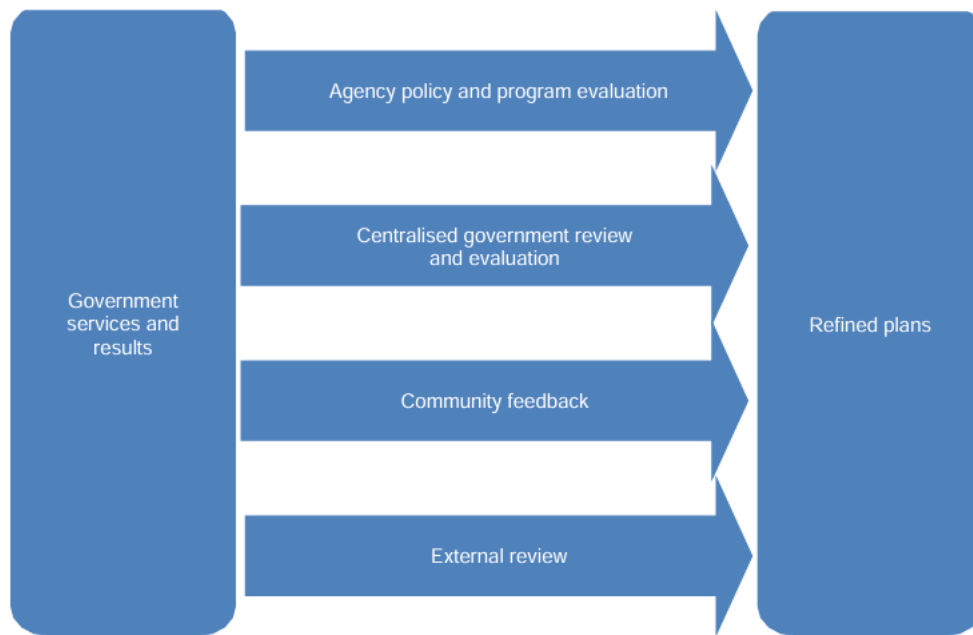 Agency policy and program evaluation
Centralised government review
and evaluation
Government
services and
results
Refined plans
Community feedback
External review